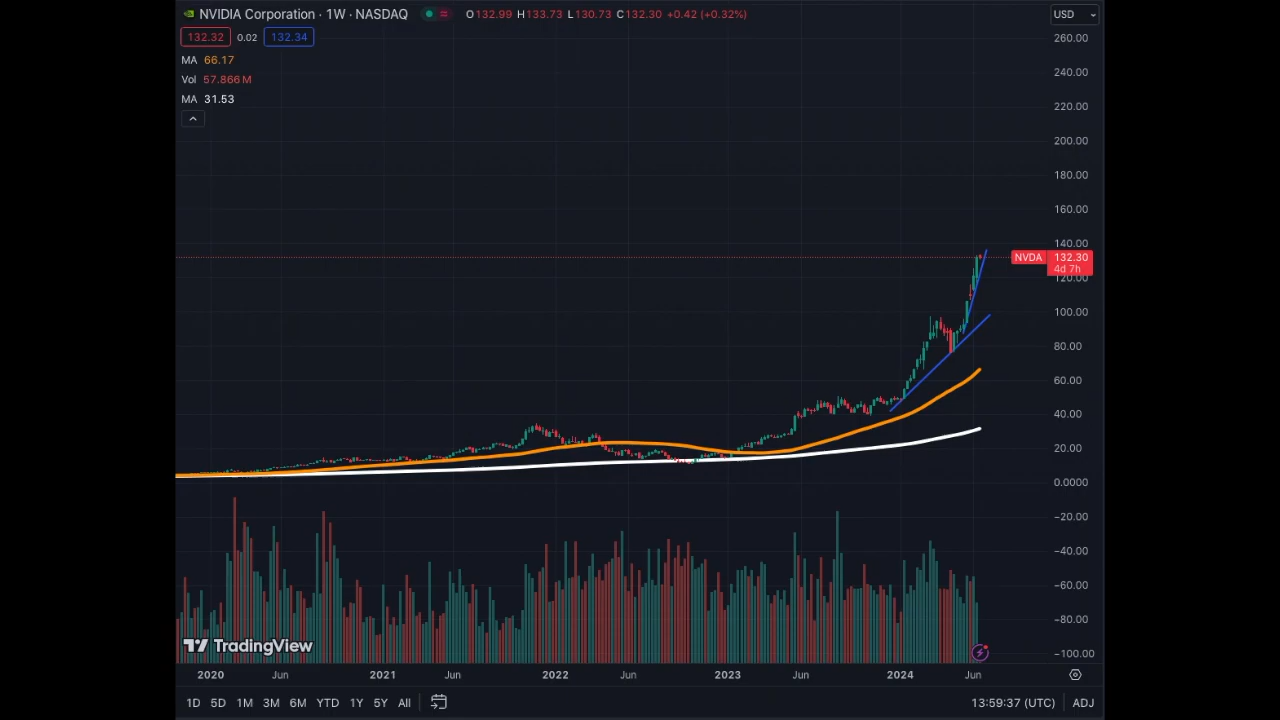 NVIDIA Corporation · 1W · NASDAQ O132.99 H133.73 L130.73 C132.30 +0.42 (+0.32%) USD
132.32 0.02 132.34
MA 66.17
Vol 57.866 M
MA 31.53
260.00
240.00
220.00
200.00
180.00
160.00
140.00
NVDA 132.30
4d 7h
120.00
100.00
80.00
60.00
40.00
20.00
0.0000
−20.00
−40.00
−60.00
−80.00
−100.00
TradingView
2020 Jun 2021 Jun 2022 Jun 2023 Jun 2024 Jun
1D 5D 1M 3M 6M YTD 1Y 5Y All 13:59:37 (UTC) ADJ